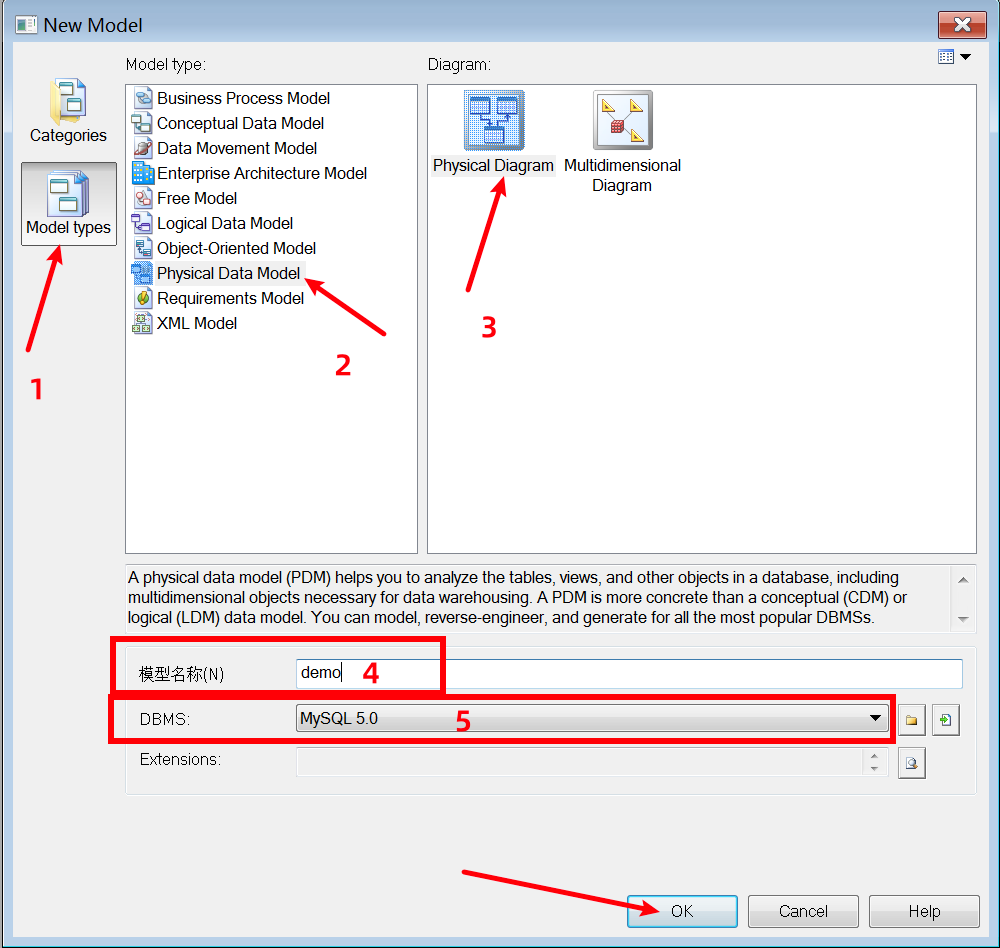 New Model
Model type:
Diagram:
Categories
Model types
1
Business Process Model
Conceptual Data Model
Data Movement Model
Enterprise Architecture Model
Free Model
Logical Data Model
Object-Oriented Model
Physical Data Model
Requirements Model
XML Model
2
Physical Diagram
Multidimensional
Diagram
3
A physical data model (PDM) helps you to analyze the tables, views, and other objects in a database, including
multidimensional objects necessary for data warehousing. A PDM is more concrete than a conceptual (CDM) or
logical (LDM) data model. You can model, reverse-engineer, and generate for all the most popular DBMSs.
模型名称(N)
demo
4
DBMS:
MySQL 5.0
5
Extensions:
OK
Cancel
Help